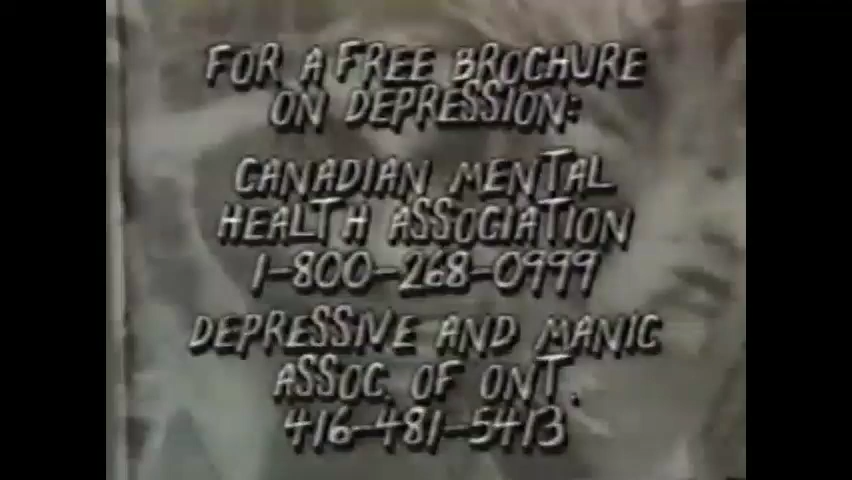 FOR A FREE BROCHURE
ON DEPRESSION:
CANADIAN MENTAL
HEALTH ASSOCIATION
1-800-268-0999
DEPRESSIVE AND MANIC
ASSOC. OF ONT.
416-481-5413